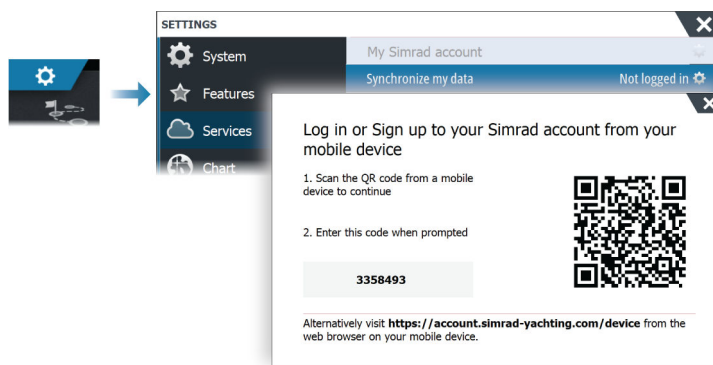 SETTINGS
System
My Simrad account
Synchronize my data
Not logged in
Features
Services
Chart
Log in or Sign up to your Simrad account from your
mobile device
1. Scan the QR code from a mobile
device to continue
2. Enter this code when prompted
3358493
Alternatively visit https://account.simrad-yachting.com/device from the
web browser on your mobile device.